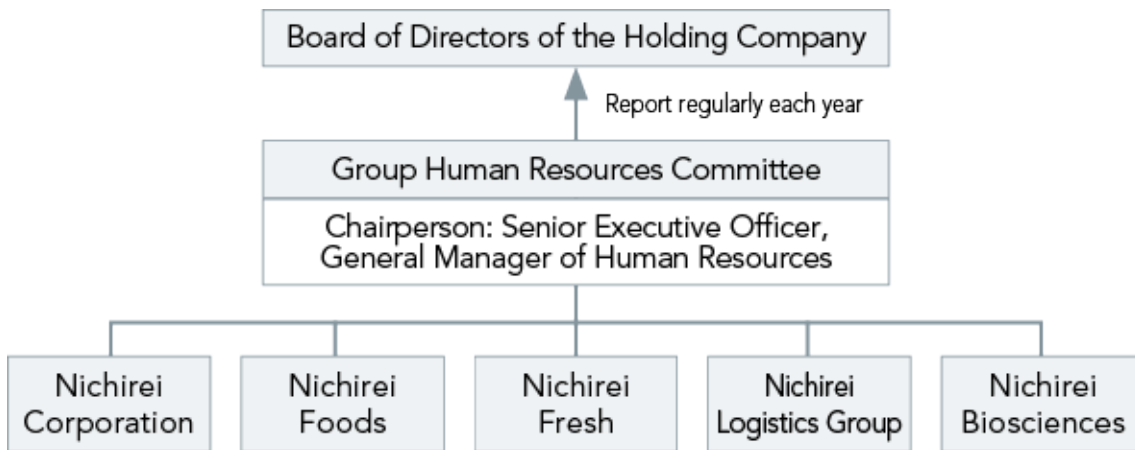 Board of Directors of the Holding Company
Report regularly each year
Group Human Resources Committee
Chairperson: Senior Executive Officer,
General Manager of Human Resources
Nichirei
Corporation
Nichirei
Foods
Nichirei
Fresh
Nichirei
Logistics Group
Nichirei
Biosciences